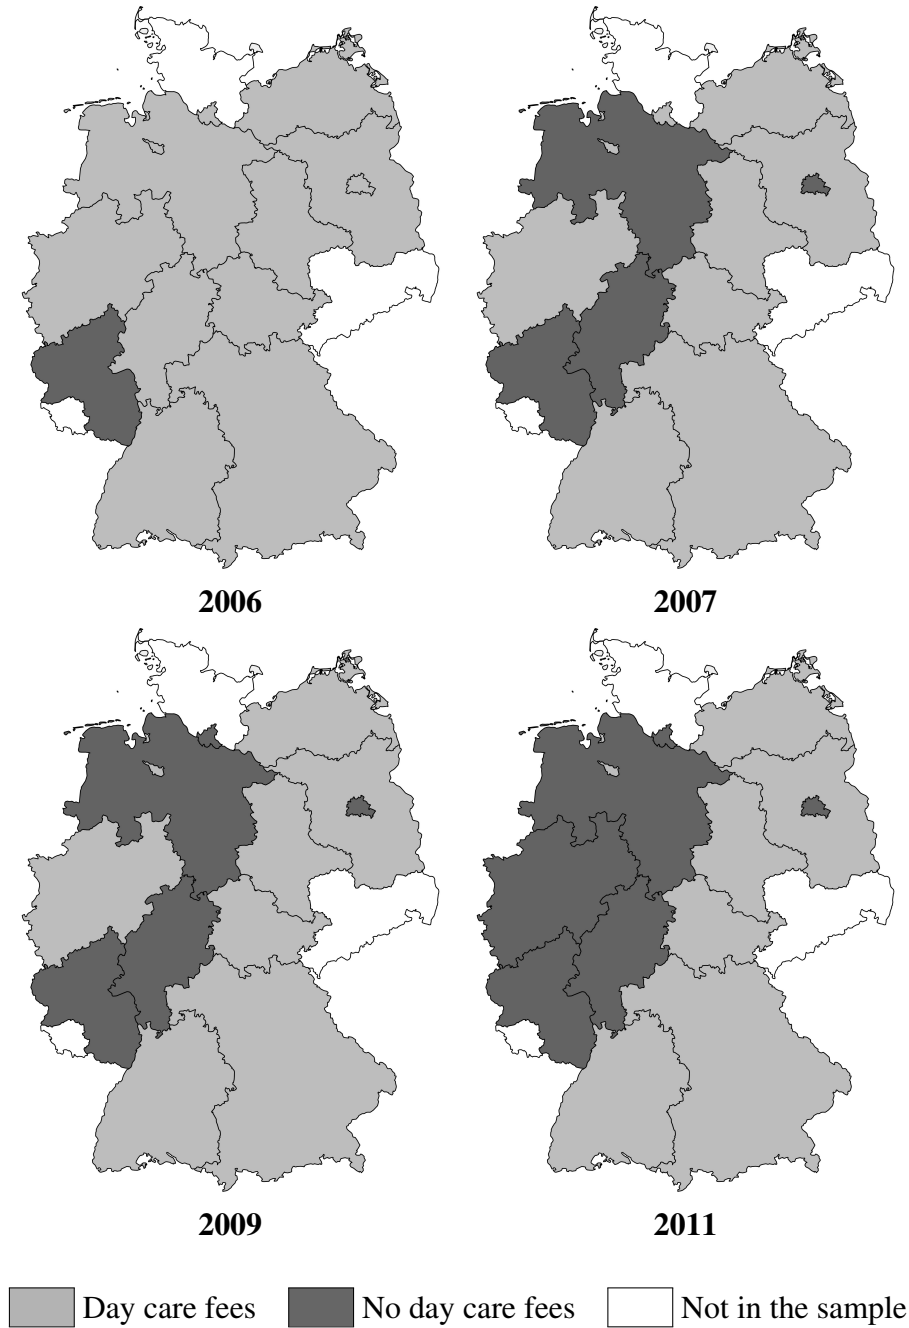 2006
2007
2009
2011
Day care fees
No day care fees
Not in the sample